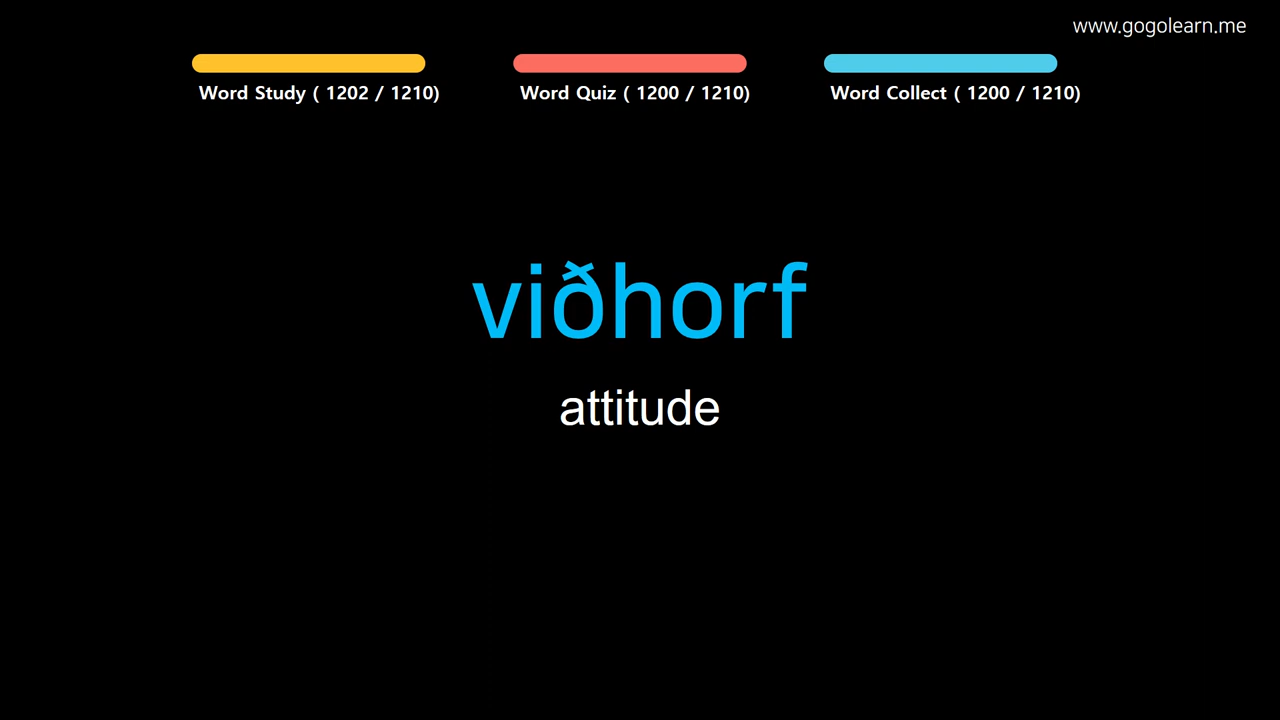 www.gogolearn.me
Word Study ( 1202 / 1210)
Word Quiz ( 1200 / 1210)
Word Collect ( 1200 / 1210)
viðhorf
attitude